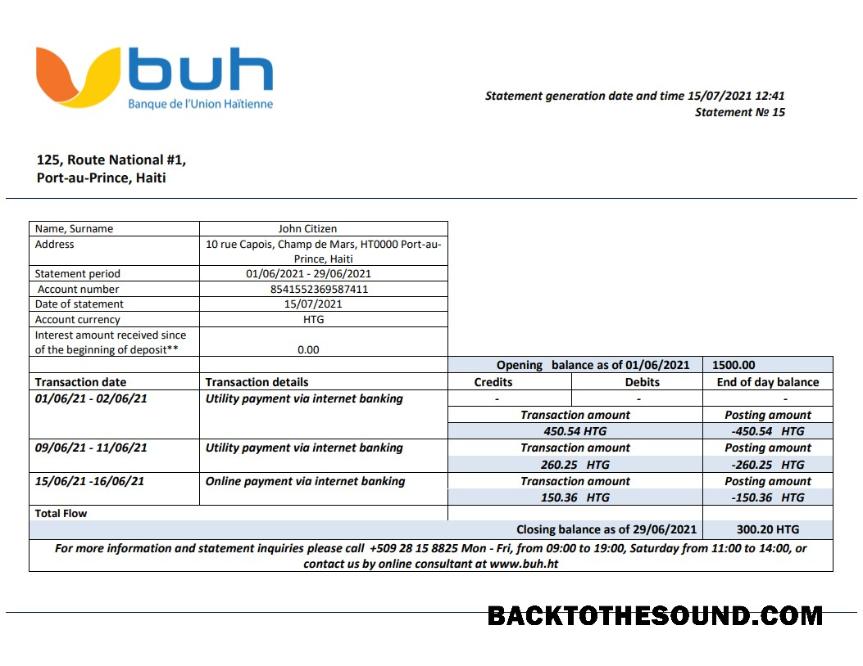 buh
Banque de l'Union Haïtienne
Statement generation date and time 15/07/2021 12:41
Statement № 15
125, Route National #1,
Port-au-Prince, Haiti
Name, Surname John Citizen
Address 10 rue Capois, Champ de Mars, HT0000 Port-au-
Prince, Haiti
Statement period 01/06/2021 - 29/06/2021
Account number 8541552369587411
Date of statement 15/07/2021
Account currency HTG
Interest amount received since
of the beginning of deposit** 0.00
Opening balance as of 01/06/2021 1500.00
Transaction date Transaction details Credits Debits End of day balance
01/06/21 - 02/06/21 Utility payment via internet banking - - -
Transaction amount Posting amount
450.54 HTG -450.54 HTG
09/06/21 - 11/06/21 Utility payment via internet banking Transaction amount Posting amount
260.25 HTG -260.25 HTG
15/06/21 -16/06/21 Online payment via internet banking Transaction amount Posting amount
150.36 HTG -150.36 HTG
Total Flow
Closing balance as of 29/06/2021 300.20 HTG
For more information and statement inquiries please call +509 28 15 8825 Mon - Fri, from 09:00 to 19:00, Saturday from 11:00 to 14:00, or
contact us by online consultant at www.buh.ht
BACKTOTHESOUND.COM